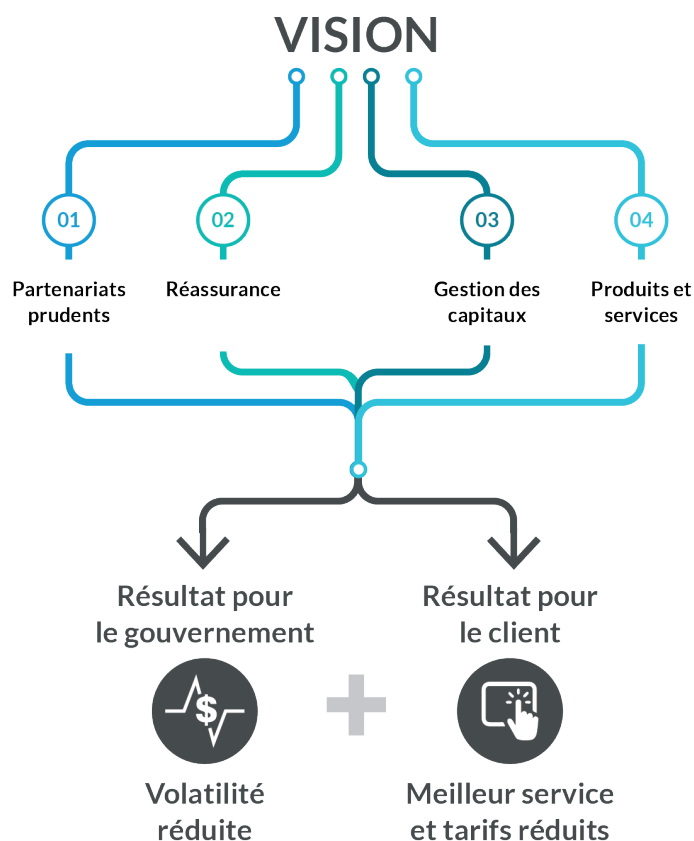 VISION
01
02
03
04
Partenariats
prudents
Réassurance
Gestion des
capitaux
Produits et
services
Résultat pour
le gouvernement
Résultat pour
le client
$
Volatilité
réduite
Meilleur service
et tarifs réduits